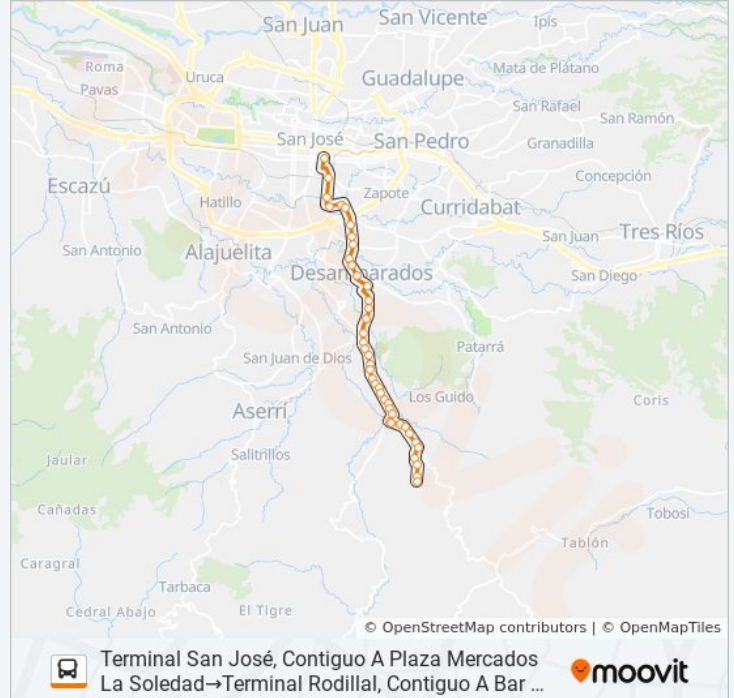 San Juan
San Vicente
Ipís
Roma
Pavas
Uruca
Guadalupe
Mata de Plátano
San Rafael
San Ramón
San José
San Pedro
Granadilla
Concepción
Escazú
Hatillo
Zapote
Curridabat
San Antonio
Alajuelita
San Juan
Tres Ríos
Desamparados
San Diego
San Antonio
San Juan de Dios
Patarrá
Aserrí
Los Guido
Coris
Salitrillos
Jaular
Cañadas
Tobosi
Tablón
Caragral
Tarbaca
Cedral Abajo
El Tigre
© OpenStreetMap contributors | © OpenMapTiles
Terminal San José, Contiguo A Plaza Mercados
La Soledad→Terminal Rodillal, Contiguo A Bar ...
moovit